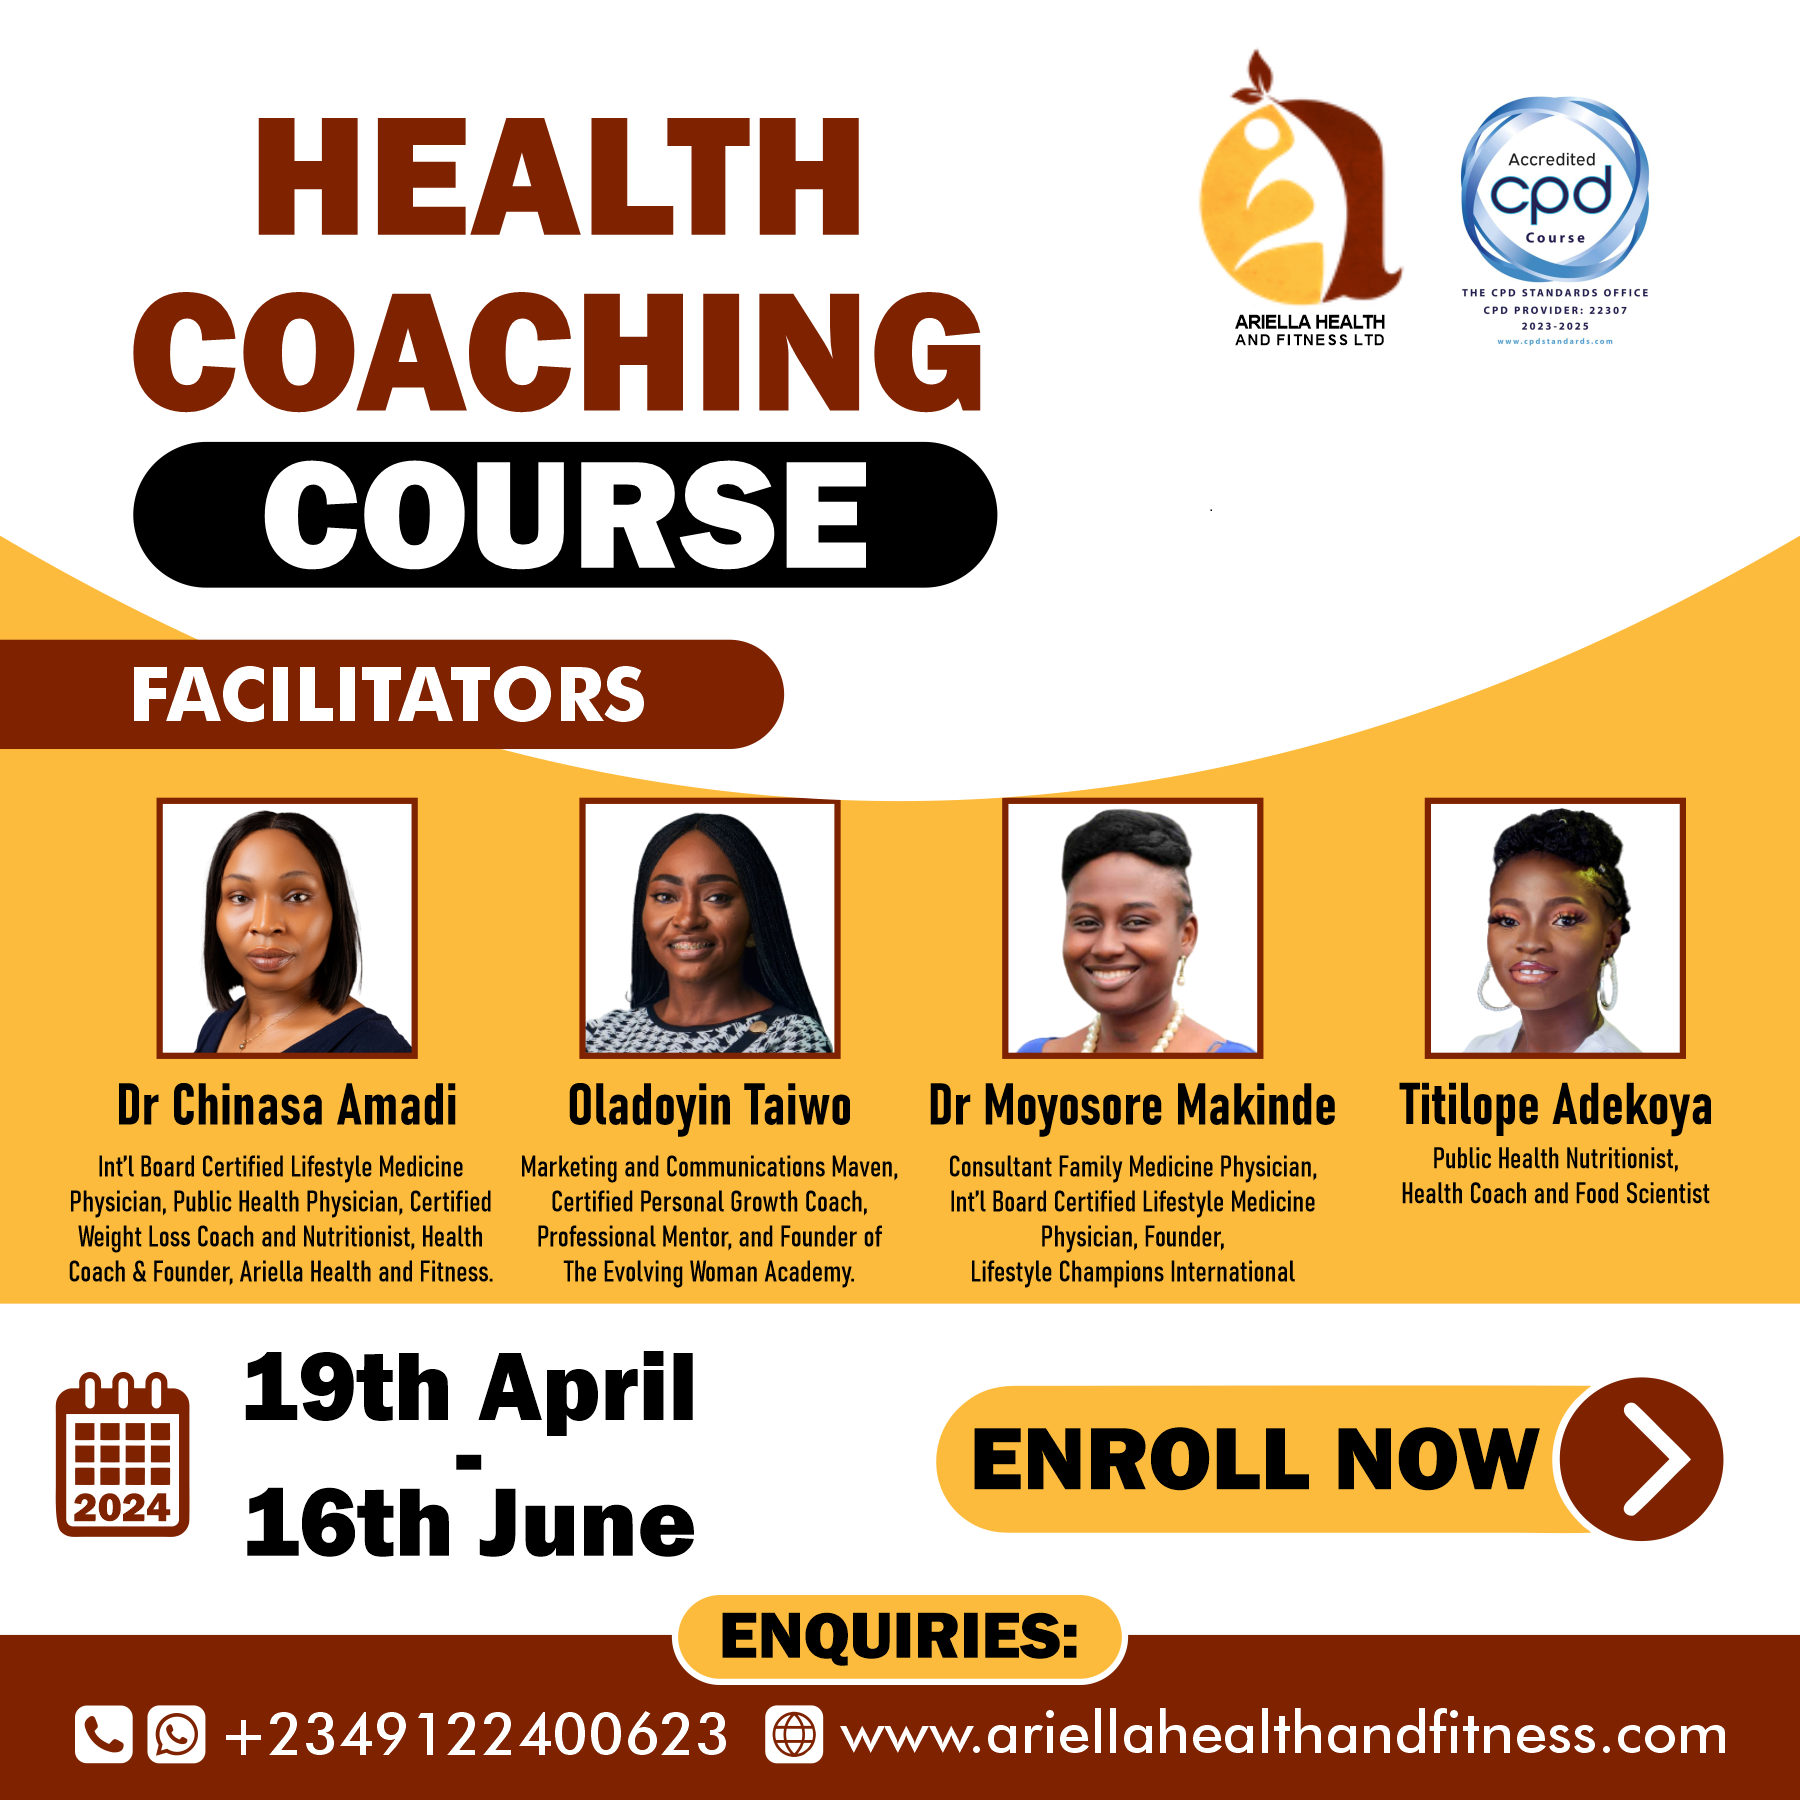 HEALTH
COACHING
COURSE
ARIELLA HEALTH
AND FITNESS LTD
Accredited
cpd
Course
THE CPD STANDARDS OFFICE
CPD PROVIDER: 22307
2023-2025
www.cpdstandards.com
FACILITATORS
Dr Chinasa Amadi
Int'l Board Certified Lifestyle Medicine
Physician, Public Health Physician, Certified
Weight Loss Coach and Nutritionist, Health
Coach & Founder, Ariella Health and Fitness.
Oladoyin Taiwo
Marketing and Communications Maven,
Certified Personal Growth Coach,
Professional Mentor, and Founder of
The Evolving Woman Academy.
Dr Moyosore Makinde
Consultant Family Medicine Physician,
Int'l Board Certified Lifestyle Medicine
Physician, Founder,
Lifestyle Champions International
Titilope Adekoya
Public Health Nutritionist,
Health Coach and Food Scientist
2024
19th April
-
16th June
ENROLL NOW
ENQUIRIES:
+2349122400623
www.ariellahealthandfitness.com